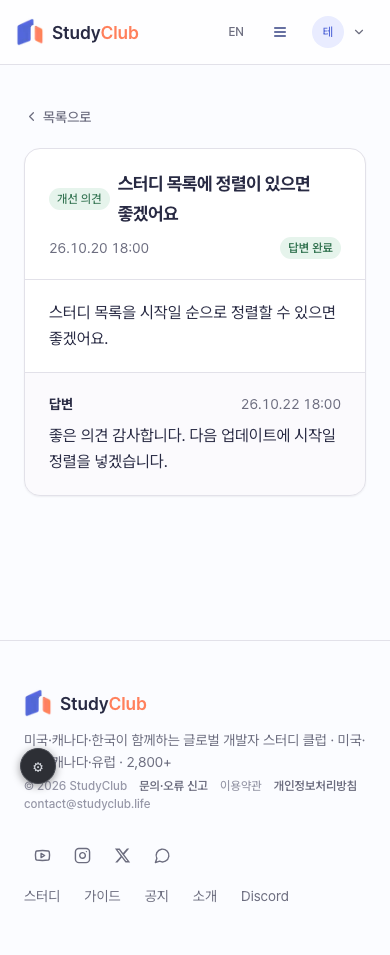 StudyClub
EN
테
목록으로
개선 의견
스터디 목록에 정렬이 있으면
좋겠어요
26.10.20 18:00
답변 완료
스터디 목록을 시작일 순으로 정렬할 수 있으면
좋겠어요.
답변
26.10.22 18:00
좋은 의견 감사합니다. 다음 업데이트에 시작일
정렬을 넣겠습니다.
StudyClub
미국·캐나다·한국이 함께하는 글로벌 개발자 스터디 클럽 · 미국·
캐나다·유럽 · 2,800+
© 2026 StudyClub 문의·오류 신고 이용약관 개인정보처리방침
contact@studyclub.life
스터디 가이드 공지 소개 Discord